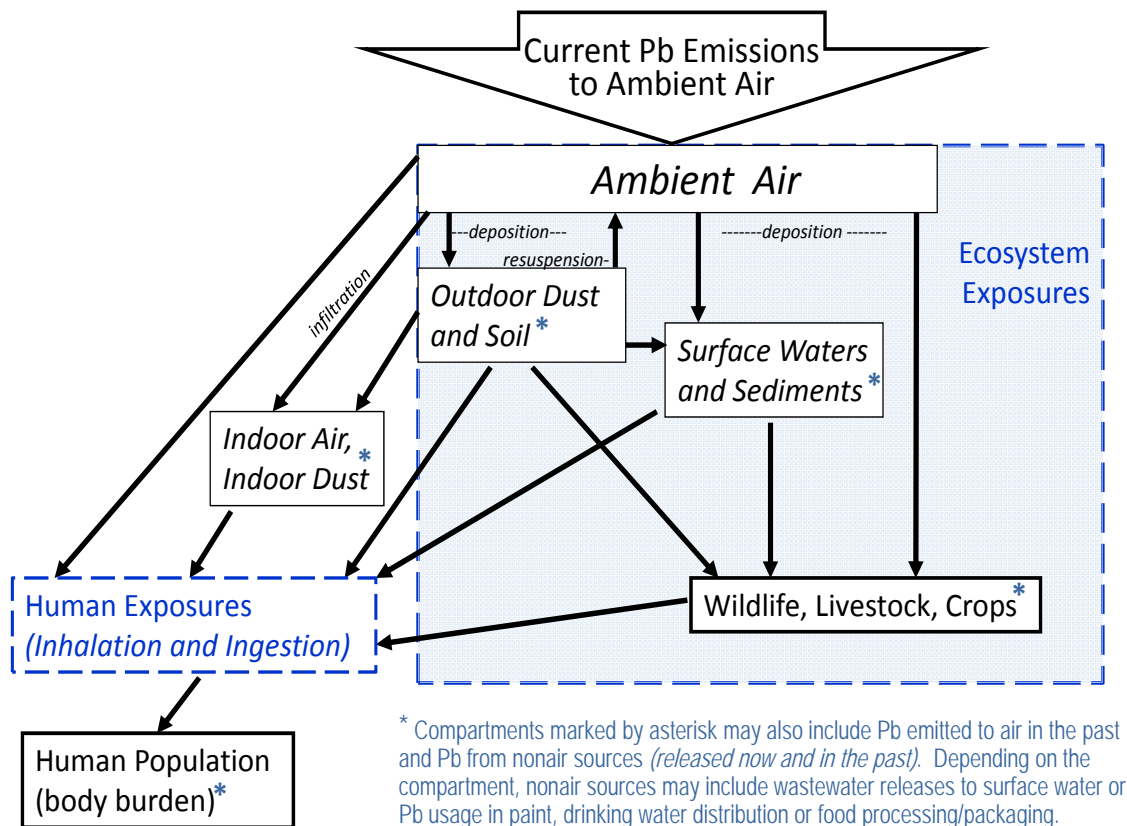 Current Pb Emissions
to Ambient Air
Ambient Air
---deposition---
-------deposition -------
resuspension-
infiltration
Ecosystem
Exposures
Outdoor Dust
and Soil *
Surface Waters
and Sediments *
Indoor Air,
Indoor Dust *
Human Exposures
(Inhalation and Ingestion)
Wildlife, Livestock, Crops *
Human Population
(body burden) *
* Compartments marked by asterisk may also include Pb emitted to air in the past
and Pb from nonair sources (released now and in the past). Depending on the
compartment, nonair sources may include wastewater releases to surface water or
Pb usage in paint, drinking water distribution or food processing/packaging.